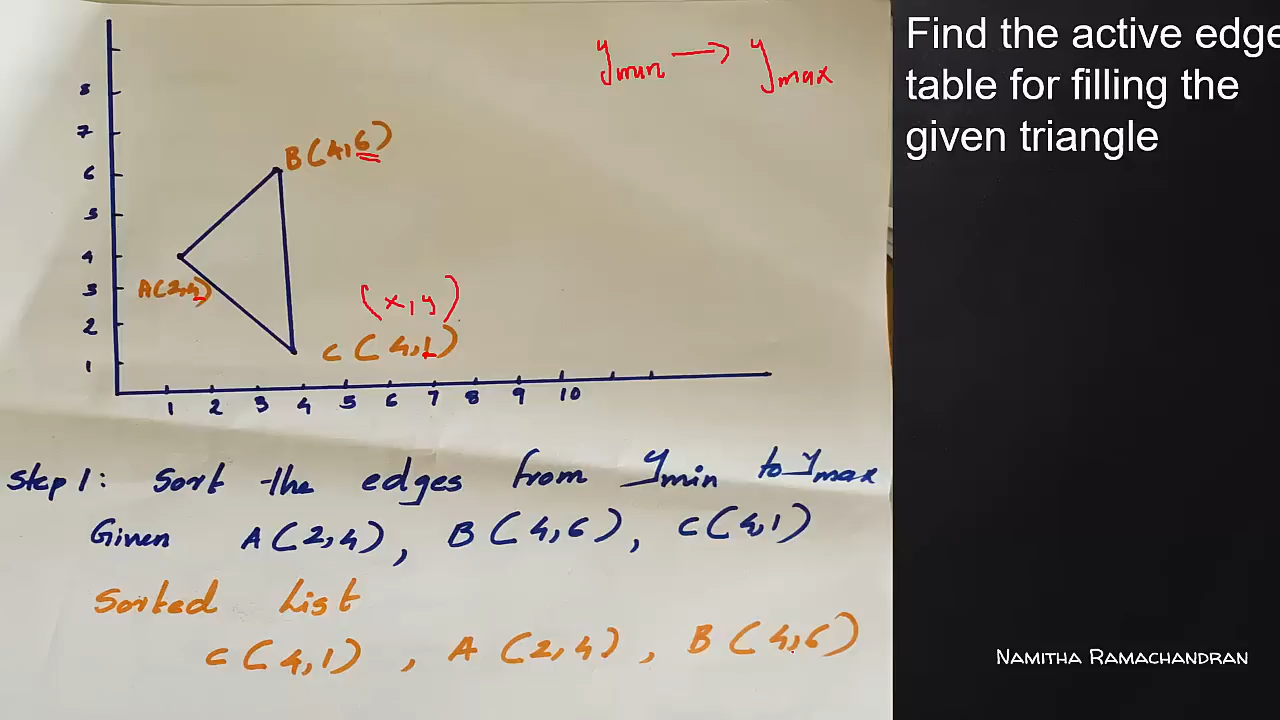 ymin → ymax
Find the active edge
table for filling the
given triangle
8
7
6
5
4
3
2
1
B(4,6)
A(2,4)
(x,y)
C(4,1)
1 2 3 4 5 6 7 8 9 10
Step 1: Sort the edges from ymin to ymax
Given A(2,4), B(4,6), C(4,1)
Sorted List
C(4,1), A(2,4), B(4,6)
NAMITHA RAMACHANDRAN